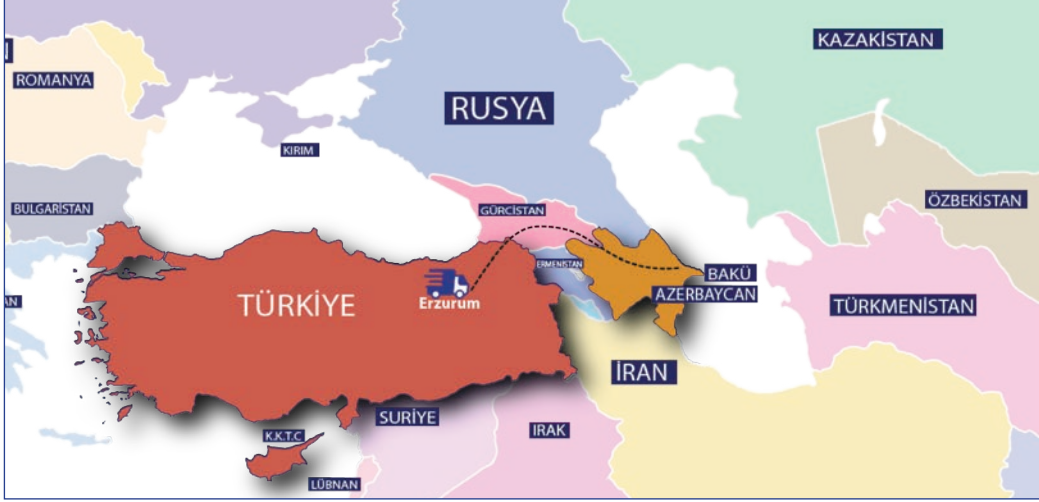 KAZAKİSTAN
ROMANYA
RUSYA
KIRIM
ÖZBEKİSTAN
BULGARİSTAN
GÜRCİSTAN
ERMENİSTAN
BAKÜ
AZERBAYCAN
Erzurum
TÜRKİYE
TÜRKMENİSTAN
İRAN
SURİYE
IRAK
K.K.T.C
LÜBNAN